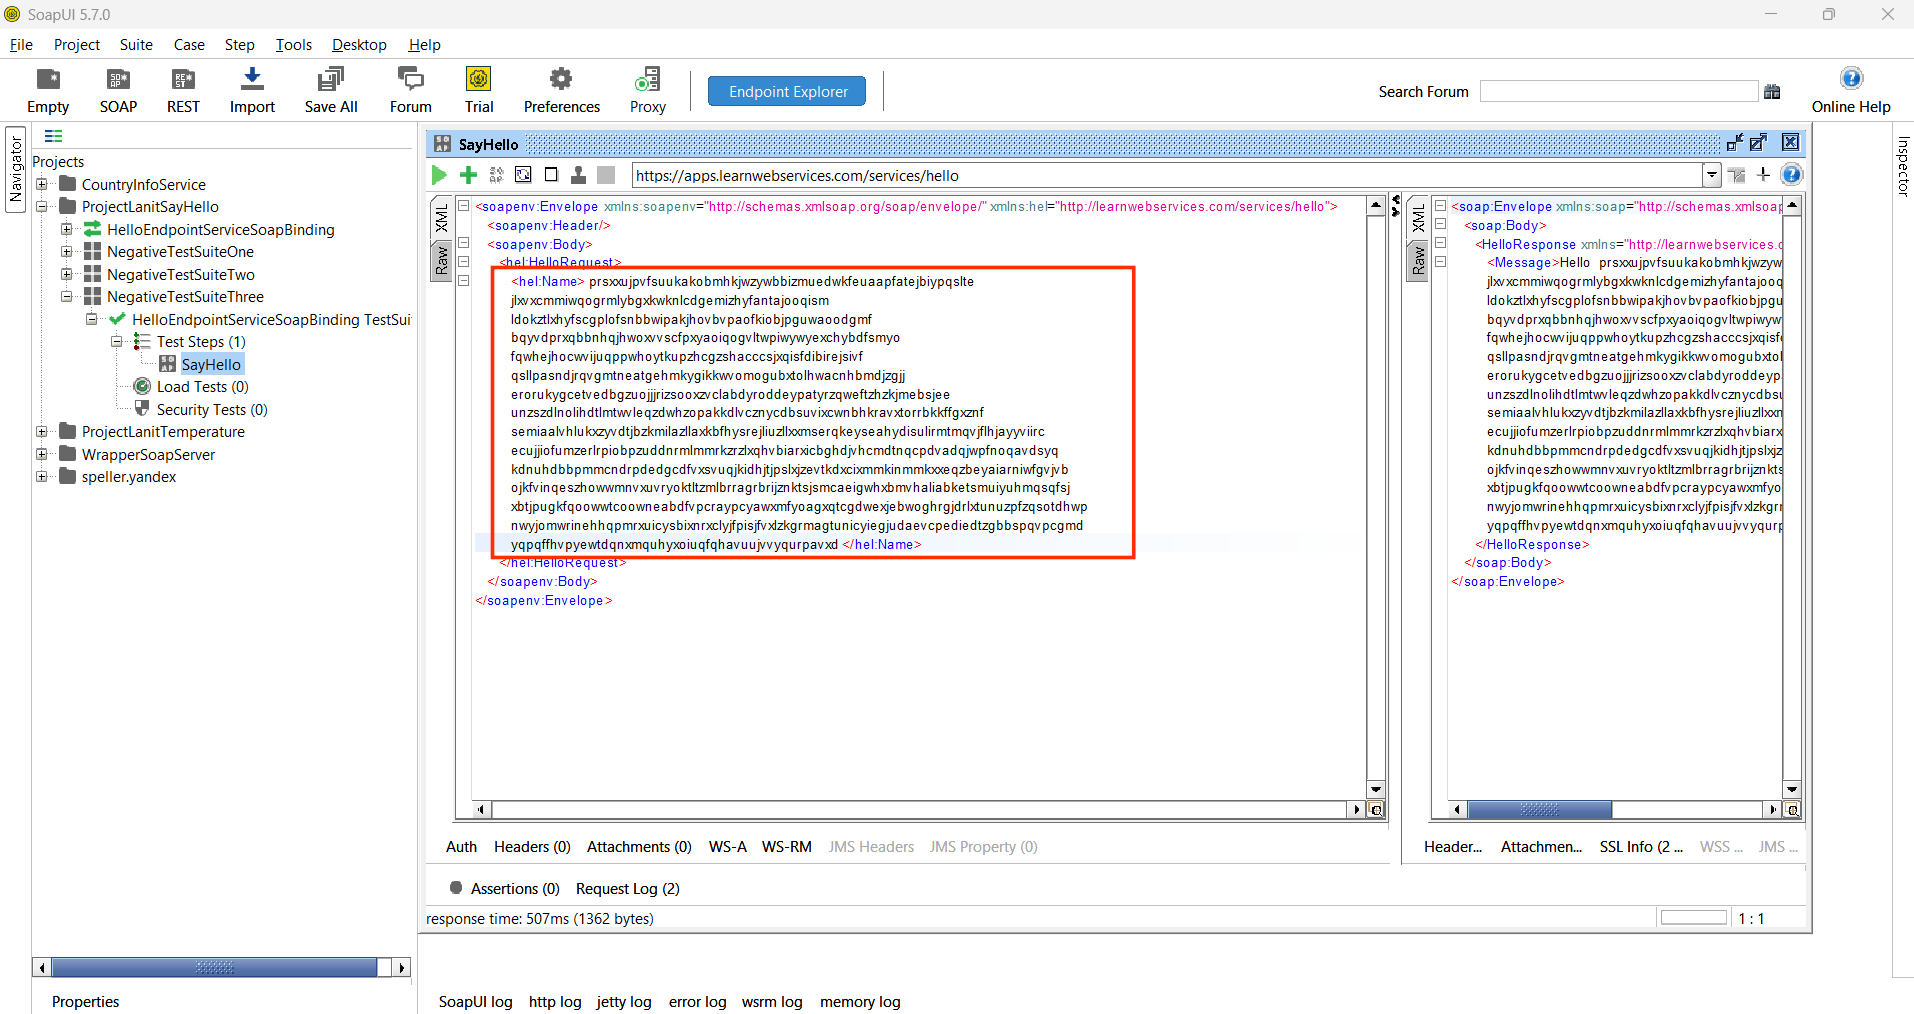 SoapUI 5.7.0
File Project Suite Case Step Tools Desktop Help
Empty SOAP REST Import Save All Forum Trial Preferences Proxy Endpoint Explorer Search Forum Online Help
Navigator
Projects
CountryInfoService
ProjectLanitSayHello
HelloEndpointServiceSoapBinding
NegativeTestSuiteOne
NegativeTestSuiteTwo
NegativeTestSuiteThree
HelloEndpointServiceSoapBinding TestSui
Test Steps (1)
SayHello
Load Tests (0)
Security Tests (0)
ProjectLanitTemperature
WrapperSoapServer
speller.yandex
Properties
SayHello
https://apps.learnwebservices.com/services/hello
XML
Raw
<soapenv:Envelope xmlns:soapenv="http://schemas.xmlsoap.org/soap/envelope/" xmlns:hel="http://learnwebservices.com/services/hello">
<soapenv:Header/>
<soapenv:Body>
<hel:HelloRequest>
<hel:Name> prsxxujpvfsuukakobmhkjwzywbbizmuedwkfeuaapfatejbiypqslte
jlxvxcmmiwqogrmlybgxkwknlcdgemizhyfantajooqism
ldokztlxhyfscgplofsnbbwipakjhovbvpaofkiobjpguwaoodgmf
bqyvdprxqbbnhqjhwoxvvscfpxyaoiqogvltwpiwywyexchybdfsmyo
fqwhejhocwvijuqppwhoytkupzhcgzshacccsjxqisfdibirejsivf
qsllpasndjrqvgmtneatgehmkygikkwvomogubxtolhwacnhbmdjzgjj
erorukygcetvedbgzuojjjrizsooxzvclabdyroddeypatyrzqweftzhzkjmebsjee
unzszdlnolihdtlmtwvleqzdwhzopakkdlvcznycdbsuvixcwnbhkravxtorrbkkffgxznf
semiaalvhlukxzyvdtjbzkmilazllaxkbfhysrejliuzllxxmserqkeyseahydisulirmtmqvjflhjayyviirc
ecujjiofumzerlrpiobpzuddnrmlmmrkzrzlxqhvbiarxicbghdjvhcmdtnqcpdvadqjwpfnoqavdsyq
kdnuhdbbpmmcndrpdedgcdfvxsvuqjkidhjtjpslxjzevtkdxcixmmkinmmkxxeqzbeyaiarniwfgvjvb
ojkfvinqeszhowwmnvxuvryoktltzmlbrragrbrijznktsjsmcaeigwhxbmvhaliabketsmuiyuhmqsqfsj
xbtjpugkfqoowwtcoowneabdfvpcraypcyawxmfyoagxqtcgdwexjebwoghrgjdrlxtunuzpfzqsotdhwp
nwyjomwrinehhqpmrxuicysbixnrxclyjfpisjfvxlzkgrmagtunicyiegjudaevcpediedtzgbbspqvpcgmd
yqpqffhvpyewtdqnxmquhyxoiuqfqhavuujvvyqurpavxd </hel:Name>
</hel:HelloRequest>
</soapenv:Body>
</soapenv:Envelope>
Auth Headers (0) Attachments (0) WS-A WS-RM JMS Headers JMS Property (0)
XML
Raw
<soap:Envelope xmlns:soap="http://schemas.xmlsoap
<soap:Body>
<HelloResponse xmlns="http://learnwebservices.c
<Message>Hello prsxxujpvfsuukakobmhkjwzyw
jlxvxcmmiwqogrmlybgxkwknlcdgemizhyfantajooq
ldokztlxhyfscgplofsnbbwipakjhovbvpaofkiobjpgu
bqyvdprxqbbnhqjhwoxvvscfpxyaoiqogvltwpiwyw
fqwhejhocwvijuqppwhoytkupzhcgzshacccsjxqisf
qsllpasndjrqvgmtneatgehmkygikkwvomogubxtol
erorukygcetvedbgzuojjjrizsooxzvclabdyroddeyp
unzszdlnolihdtlmtwvleqzdwhzopakkdlvcznycdbsu
semiaalvhlukxzyvdtjbzkmilazllaxkbfhysrejliuzllxxm
ecujjiofumzerlrpiobpzuddnrmlmmrkzrzlxqhvbiarx
kdnuhdbbpmmcndrpdedgcdfvxsvuqjkidhjtjpslxjz
ojkfvinqeszhowwmnvxuvryoktltzmlbrragrbrijznkts
xbtjpugkfqoowwtcoowneabdfvpcraypcyawxmfyo
nwyjomwrinehhqpmrxuicysbixnrxclyjfpisjfvxlzkgr
yqpqffhvpyewtdqnxmquhyxoiuqfqhavuujvvyqurp
</HelloResponse>
</soap:Body>
</soap:Envelope>
Header... Attachmen... SSL Info (2 ... WSS ... JMS ...
Assertions (0) Request Log (2)
response time: 507ms (1362 bytes)
1 : 1
SoapUI log http log jetty log error log wsrm log memory log
Inspector